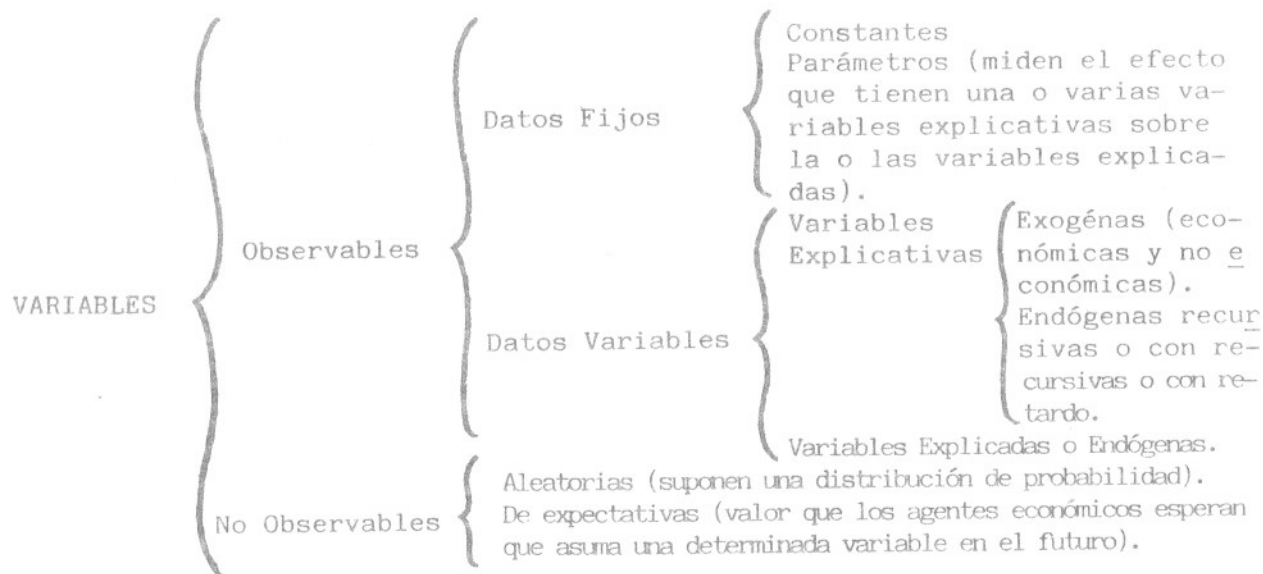 Constantes
Parámetros (miden el efecto
que tienen una o varias va-
riables explicativas sobre
la o las variables explica-
das).
Datos Fijos
Variables
Explicativas
Exogénas (eco-
nómicas y no e
conómicas).
Endógenas recur
sivas o con re-
cursivas o con re-
tardo.
Observables
VARIABLES
Datos Variables
Variables Explicadas o Endógenas.
Aleatorias (suponen una distribución de probabilidad).
No Observables
De expectativas (valor que los agentes económicos esperan
que asuma una determinada variable en el futuro).